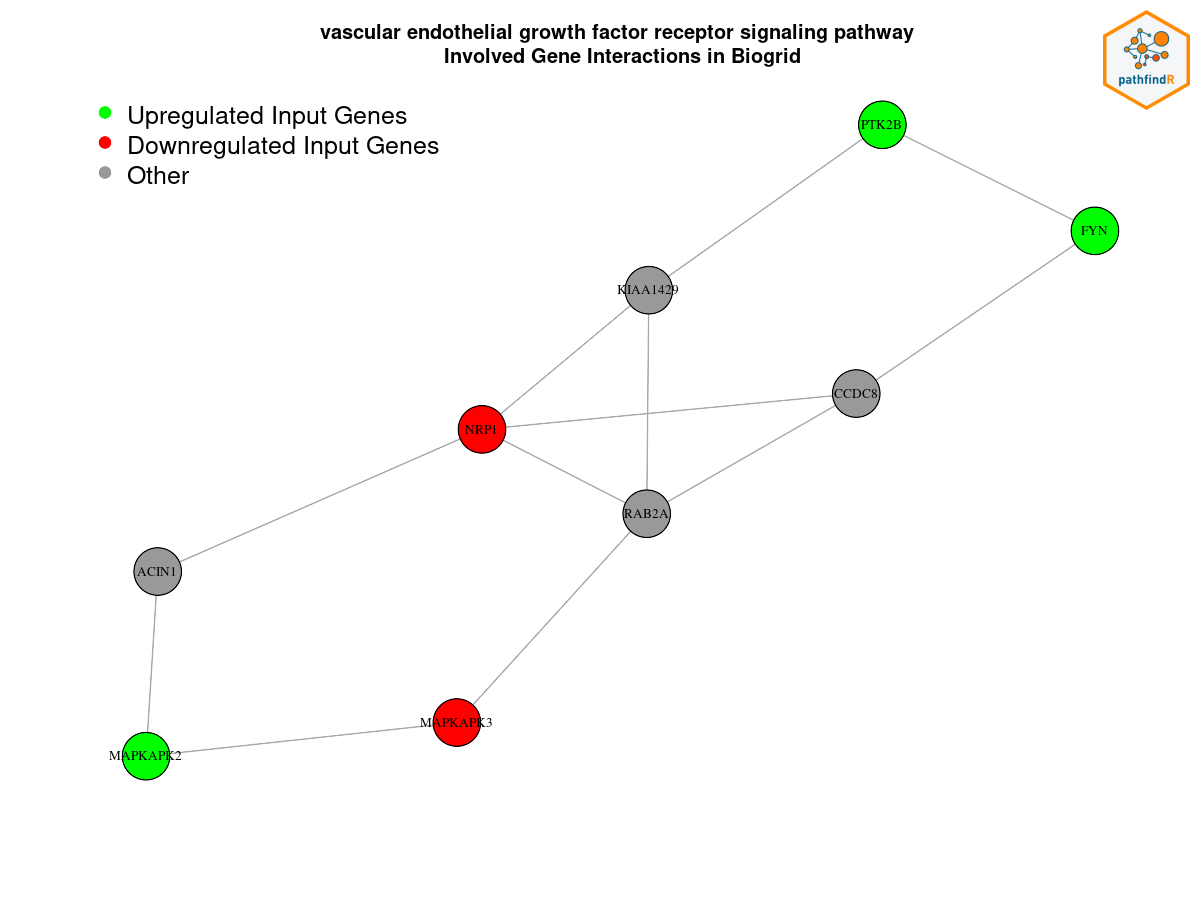 vascular endothelial growth factor receptor signaling pathway
Involved Gene Interactions in Biogrid
pathfindR
Upregulated Input Genes
Downregulated Input Genes
Other
PTK2B
FYN
KIAA1429
CCDC8
NRP1
RAB2A
ACIN1
MAPKAPK3
MAPKAPK2